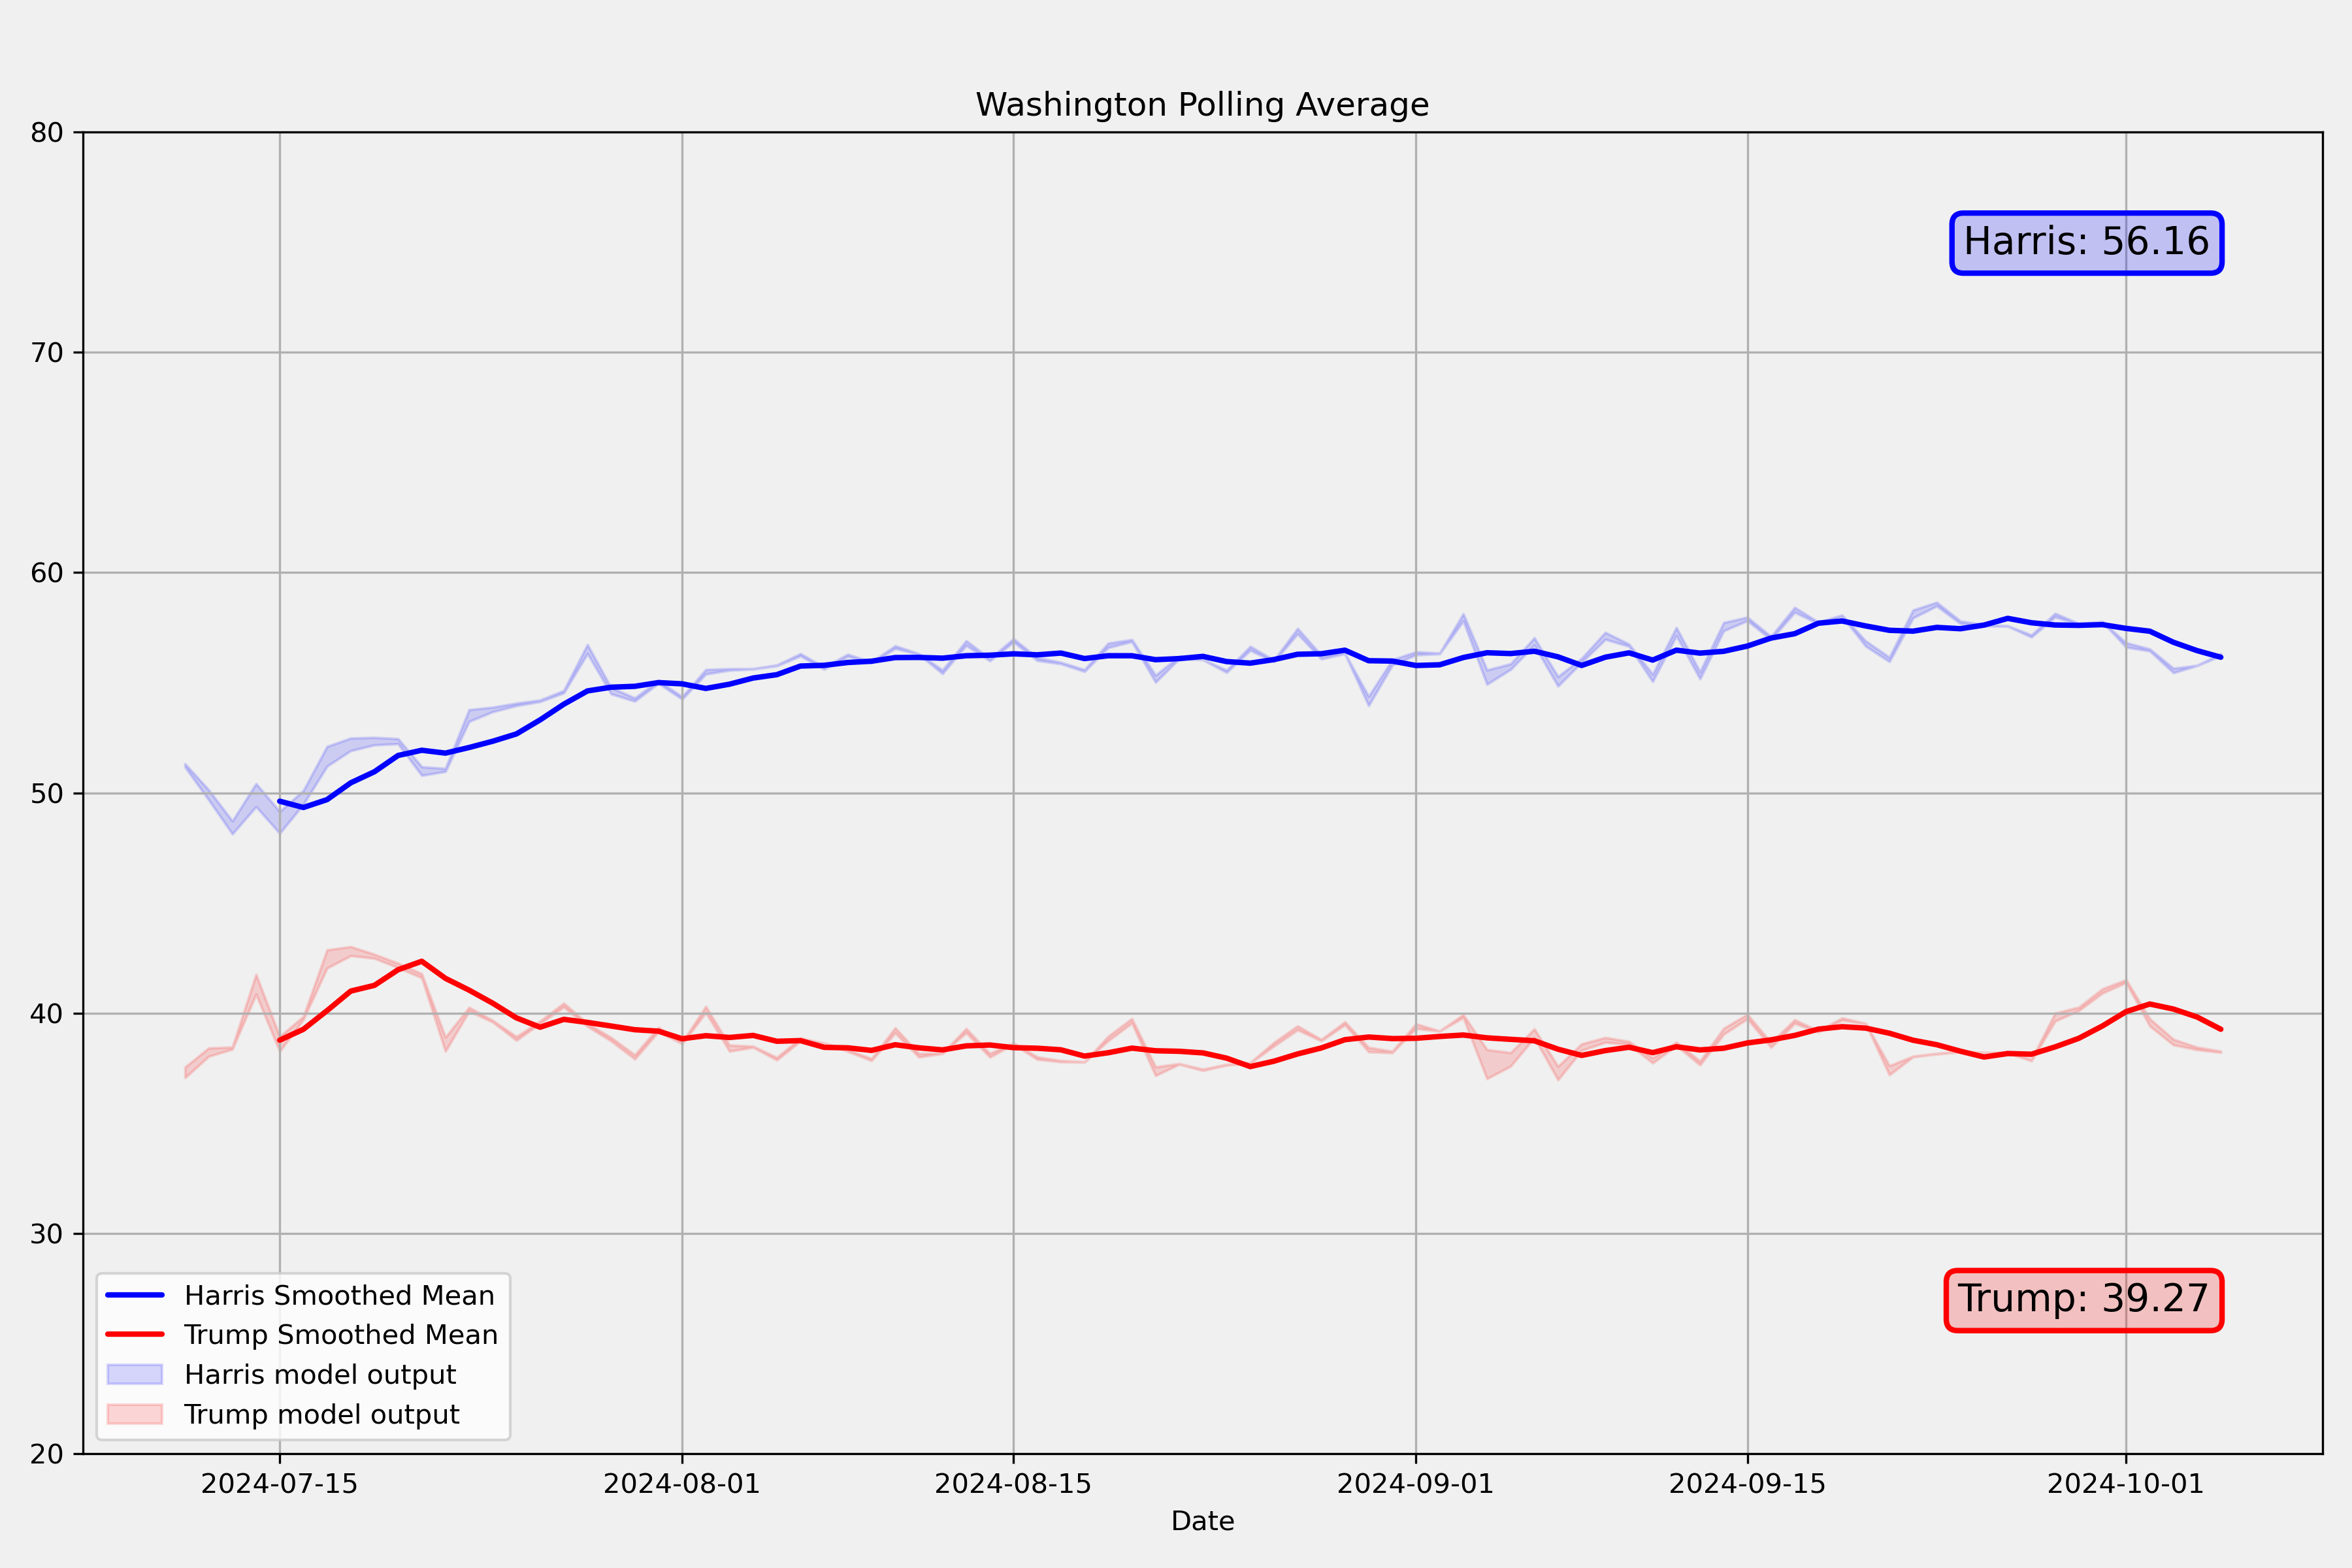 Washington Polling Average
80
70
60
50
40
30
20
Harris: 56.16
Trump: 39.27
Harris Smoothed Mean
Trump Smoothed Mean
Harris model output
Trump model output
2024-07-15
2024-08-01
2024-08-15
2024-09-01
2024-09-15
2024-10-01
Date